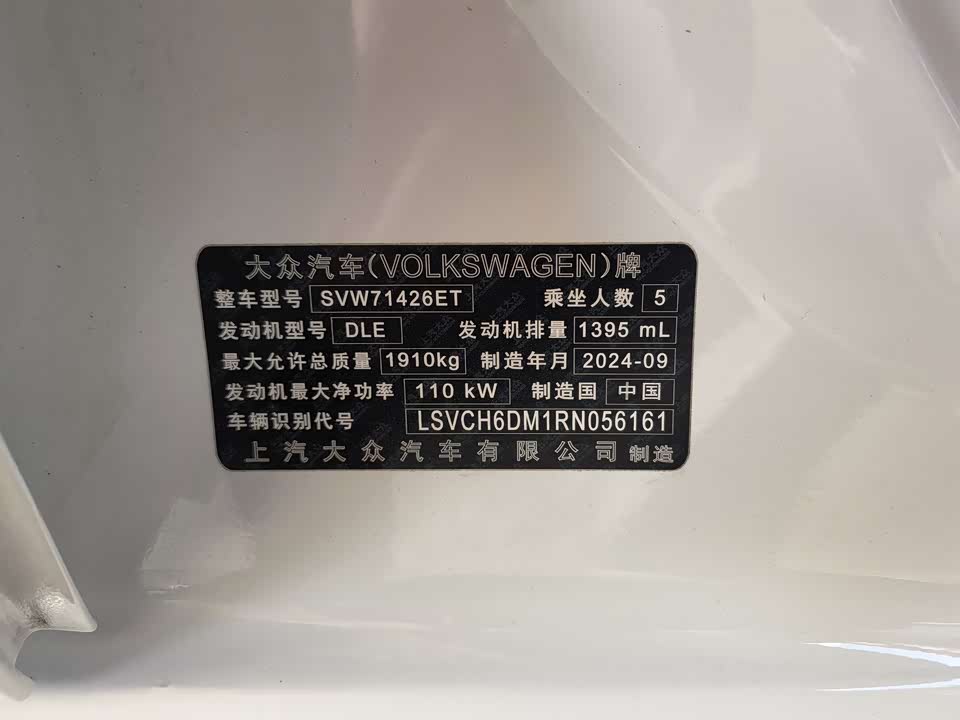 大众汽车(VOLKSWAGEN)牌
整车型号 SVW71426ET 乘坐人数 5
发动机型号 DLE 发动机排量 1395 mL
最大允许总质量 1910kg 制造年月 2024-09
发动机最大净功率 110 kW 制造国 中国
车辆识别代号 LSVCH6DM1RN056161
上汽大众汽车有限公司 制造